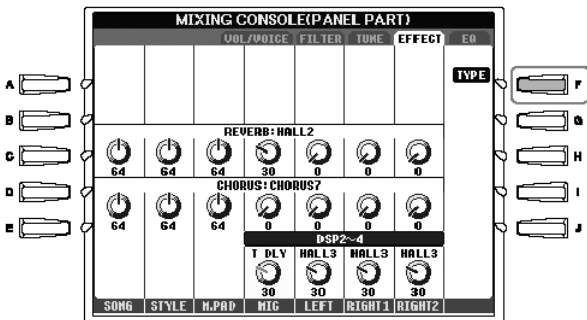 MIXING CONSOLE(PANEL PART)
VOL/VOICE FILTER TUNE EFFECT EQ
A
TYPE
F
B
G
REVERB:HALL2
C
H
64 64 64 30 0 0 0
CHORUS:CHORUS7
D
I
64 64 64 0 0 0 0
E
J
DSP2~4
T DLY HALL3 HALL3 HALL3
30 30 30 30
SONG STYLE M.PAD MIC LEFT RIGHT1 RIGHT2